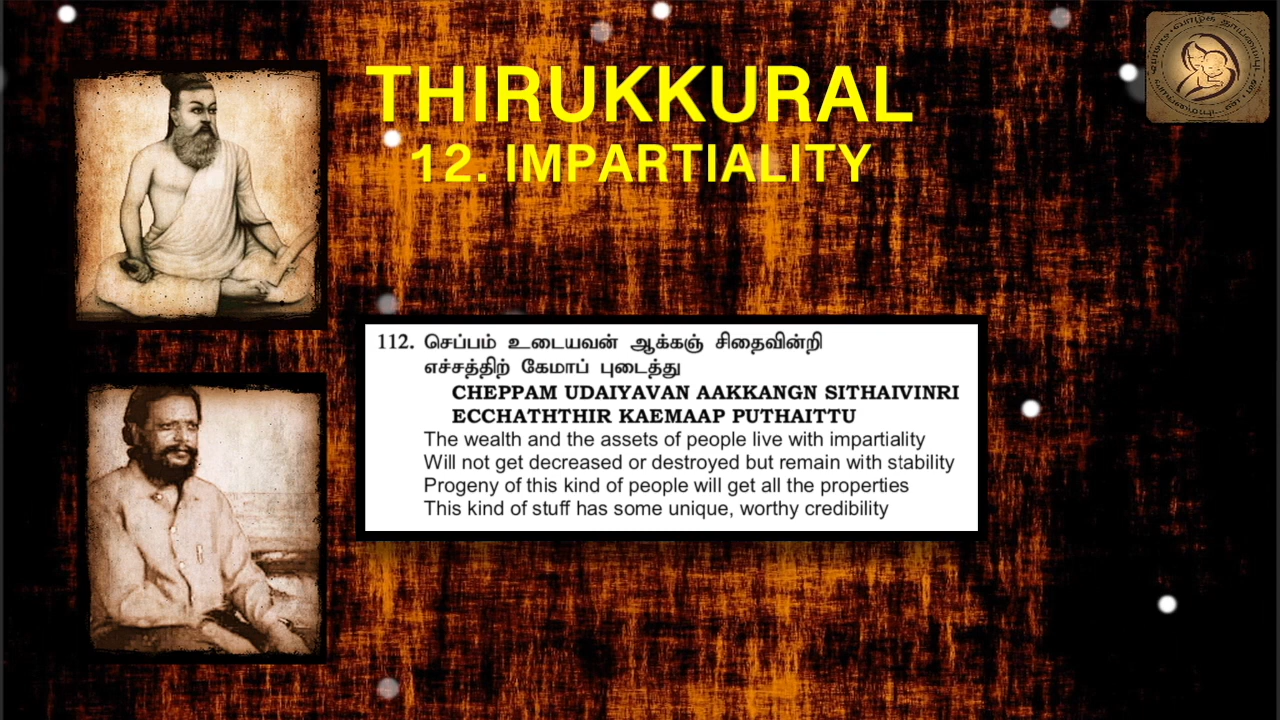 THIRUKKURAL
12. IMPARTIALITY
112. செப்பம் உடையவன் ஆக்கஞ் சிதைவின்றி
எச்சத்திற் கேமாப் புடைத்து
CHEPPAM UDAIYAVAN AAKKANGN SITHAIVINRI
ECCHATHTHIR KAEMAAP PUTHAITTU
The wealth and the assets of people live with impartiality
Will not get decreased or destroyed but remain with stability
Progeny of this kind of people will get all the properties
This kind of stuff has some unique, worthy credibility